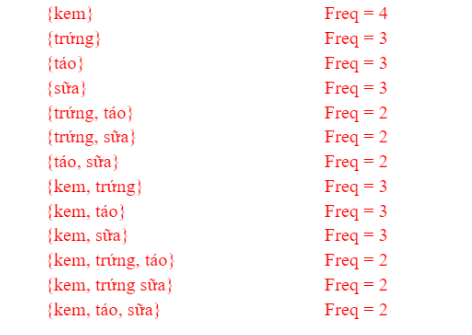 {kem} Freq = 4
{trứng} Freq = 3
{táo} Freq = 3
{sữa} Freq = 3
{trứng, táo} Freq = 2
{trứng, sữa} Freq = 2
{táo, sữa} Freq = 2
{kem, trứng} Freq = 3
{kem, táo} Freq = 3
{kem, sữa} Freq = 3
{kem, trứng, táo} Freq = 2
{kem, trứng sữa} Freq = 2
{kem, táo, sữa} Freq = 2